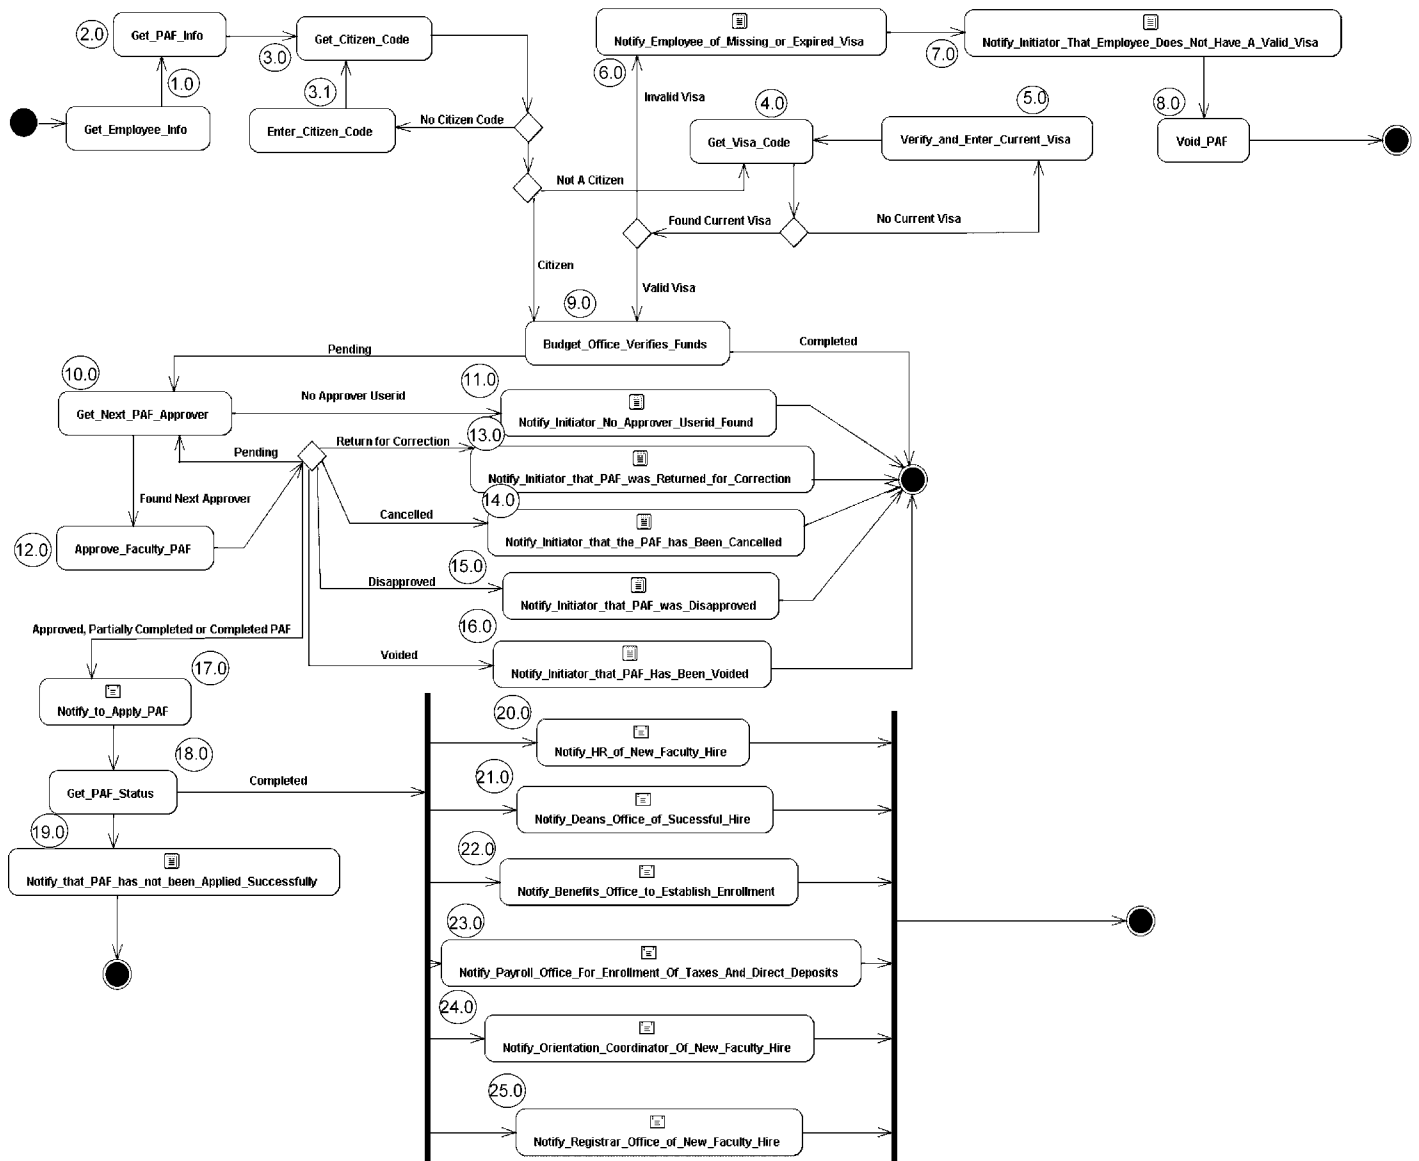 2.0
Get_PAF_Info
3.0
Get_Citizen_Code
Notify_Employee_of_Missing_or_Expired_Visa
7.0
Notify_Initiator_That_Employee_Does_Not_Have_A_Valid_Visa
1.0
3.1
6.0
Invalid Visa
4.0
5.0
8.0
Get_Employee_Info
Enter_Citizen_Code
No Citizen Code
Get_Visa_Code
Verify_and_Enter_Current_Visa
Void_PAF
Not A Citizen
Found Current Visa
No Current Visa
Citizen
Valid Visa
9.0
Budget_Office_Verifies_Funds
Completed
Pending
10.0
Get_Next_PAF_Approver
No Approver Userid
11.0
Notify_Initiator_No_Approver_Userid_Found
Pending
Return for Correction
13.0
Notify_Initiator_that_PAF_was_Returned_for_Correction
Found Next Approver
14.0
Cancelled
Notify_Initiator_that_the_PAF_has_Been_Cancelled
12.0
Approve_Faculty_PAF
15.0
Disapproved
Notify_Initiator_that_PAF_was_Disapproved
16.0
Approved, Partially Completed or Completed PAF
Voided
Notify_Initiator_that_PAF_Has_Been_Voided
17.0
Notify_to_Apply_PAF
18.0
Get_PAF_Status
Completed
19.0
Notify_that_PAF_has_not_been_Applied_Successfully
20.0
Notify_HR_of_New_Faculty_Hire
21.0
Notify_Deans_Office_of_Sucessful_Hire
22.0
Notify_Benefits_Office_to_Establish_Enrollment
23.0
Notify_Payroll_Office_For_Enrollment_Of_Taxes_And_Direct_Deposits
24.0
Notify_Orientation_Coordinator_Of_New_Faculty_Hire
25.0
Notify_Registrar_Office_of_New_Faculty_Hire